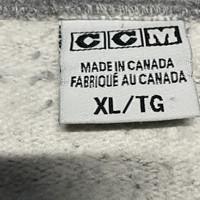 CCM
MADE IN CANADA
FABRIQUÉ AU CANADA
XL/TG